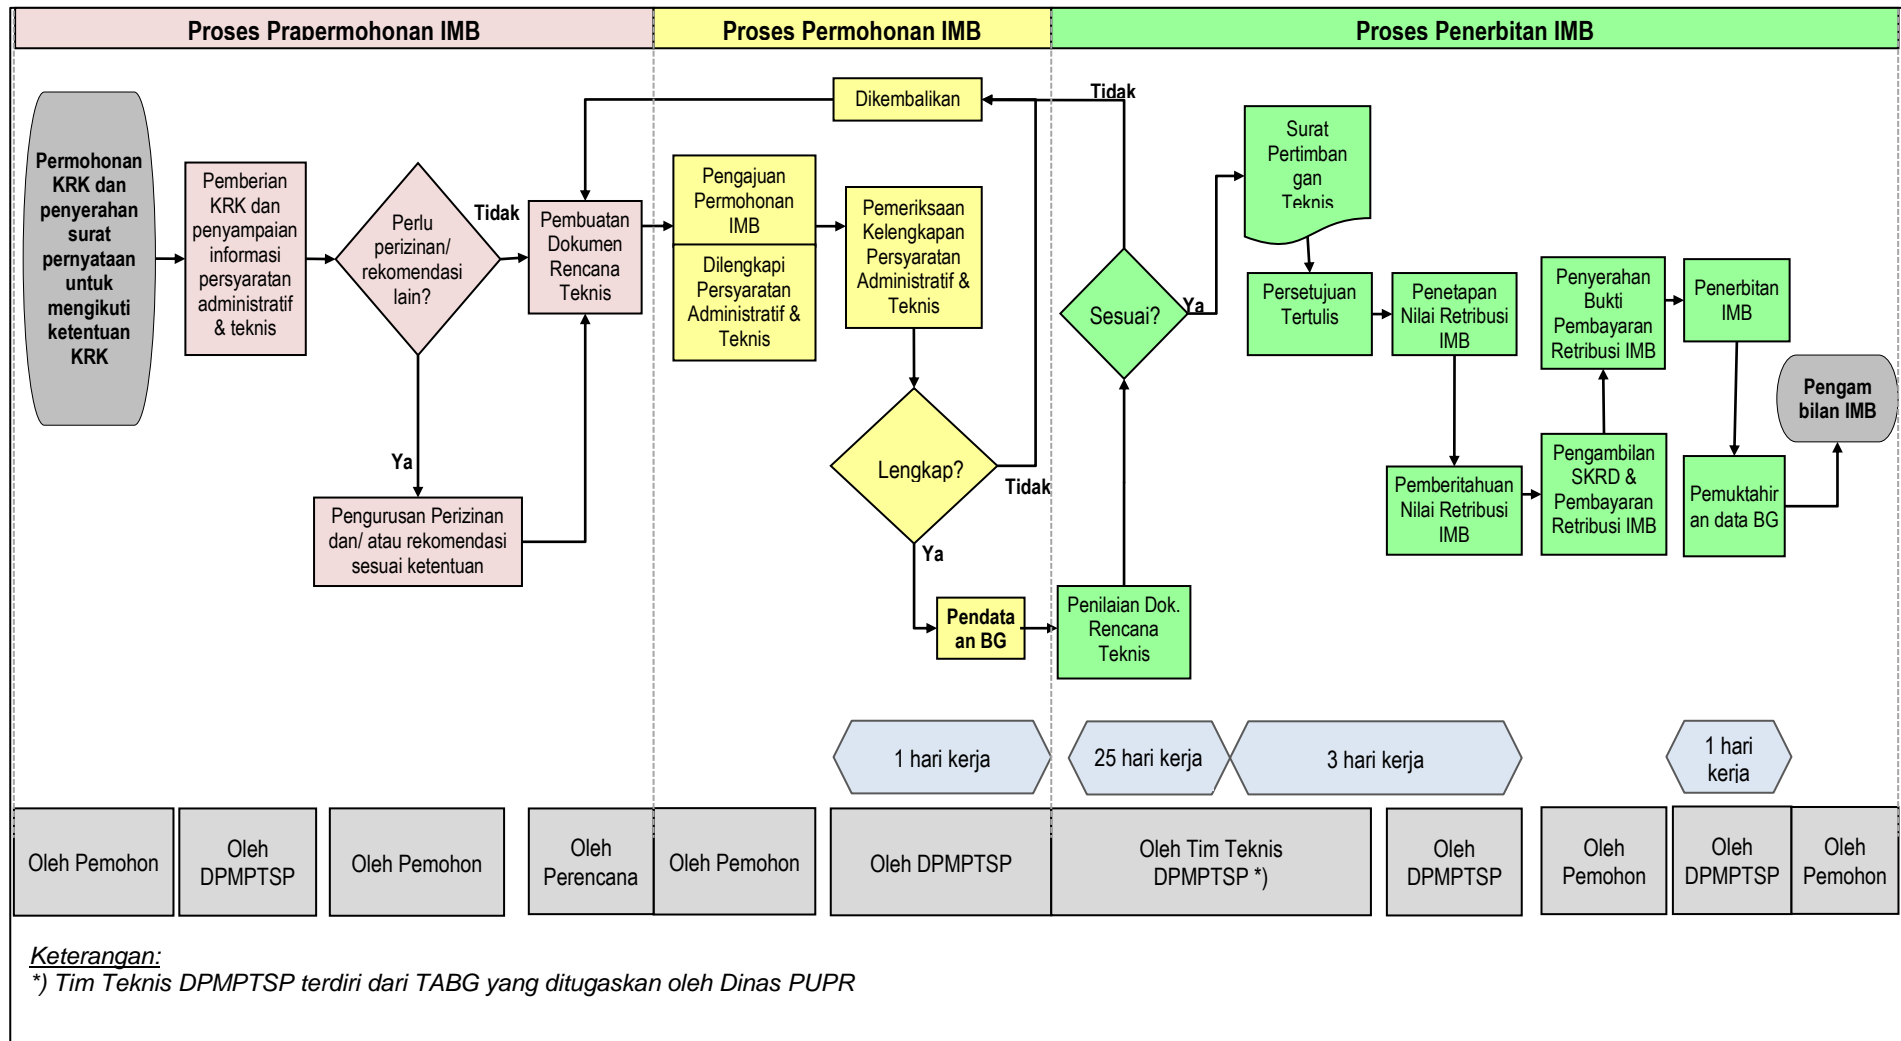 Proses Prapermohonan IMB
Proses Permohonan IMB
Proses Penerbitan IMB
Permohonan
KRK dan
penyerahan
surat
pernyataan
untuk
mengikuti
ketentuan
KRK
Pemberian
KRK dan
penyampaian
informasi
persyaratan
administratif
& teknis
Perlu
perizinan/
rekomendasi
lain?
Tidak
Ya
Pengurusan Perizinan
dan/ atau rekomendasi
sesuai ketentuan
Pembuatan
Dokumen
Rencana
Teknis
Dikembalikan
Pengajuan
Permohonan
IMB
Dilengkapi
Persyaratan
Administratif &
Teknis
Pemeriksaan
Kelengkapan
Persyaratan
Administratif &
Teknis
Lengkap?
Tidak
Ya
Pendata
an BG
Penilaian Dok.
Rencana
Teknis
Sesuai?
Tidak
Ya
Surat
Pertimban
gan
Teknis
Persetujuan
Tertulis
Penetapan
Nilai Retribusi
IMB
Pemberitahuan
Nilai Retribusi
IMB
Pengambilan
SKRD &
Pembayaran
Retribusi IMB
Penyerahan
Bukti
Pembayaran
Retribusi IMB
Penerbitan
IMB
Pemuktahir
an data BG
Pengam
bilan IMB
1 hari kerja
25 hari kerja
3 hari kerja
1 hari
kerja
Oleh Pemohon
Oleh
DPMPTSP
Oleh Pemohon
Oleh
Perencana
Oleh Pemohon
Oleh DPMPTSP
Oleh Tim Teknis
DPMPTSP *)
Oleh
DPMPTSP
Oleh
Pemohon
Oleh
DPMPTSP
Oleh
Pemohon
Keterangan:
*) Tim Teknis DPMPTSP terdiri dari TABG yang ditugaskan oleh Dinas PUPR